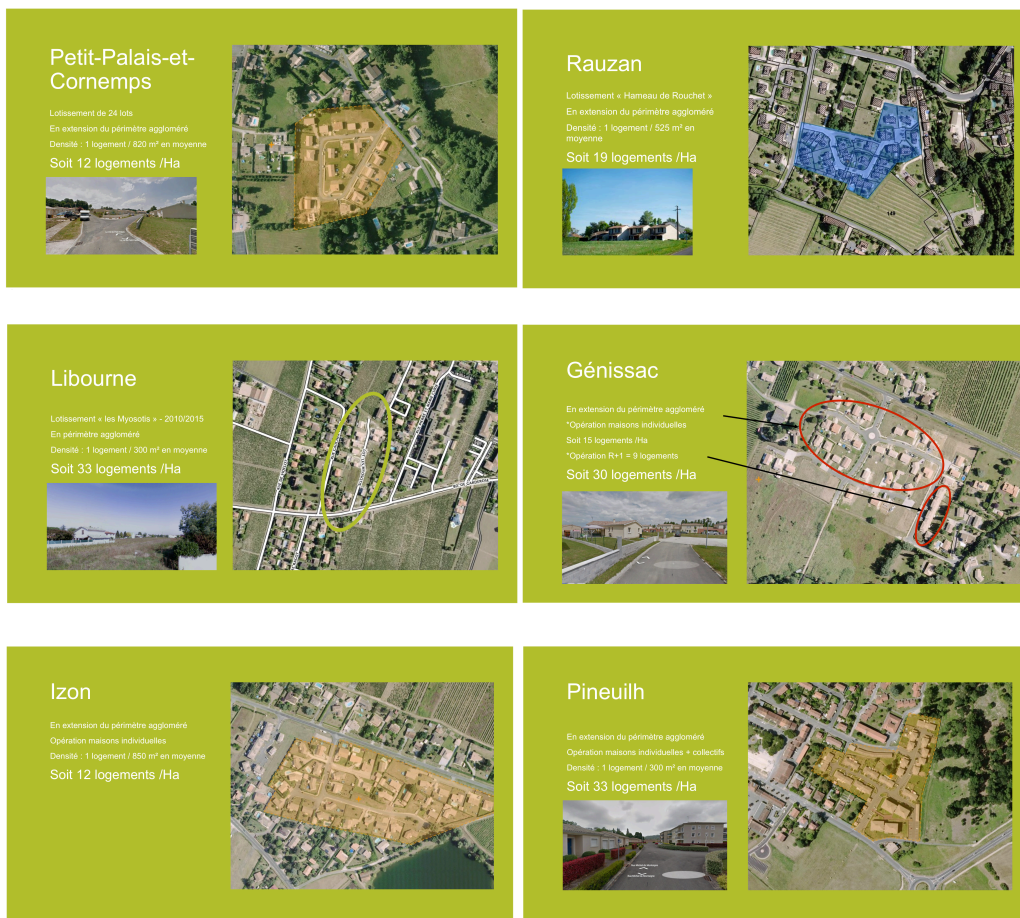 Petit-Palais-et-
Cornemps
Lotissement de 24 lots
En extension du périmètre aggloméré
Densité : 1 logement / 820 m² en moyenne
Soit 12 logements /Ha
Rauzan
Lotissement « Hameau de Rouchet »
En extension du périmètre aggloméré
Densité : 1 logement / 525 m² en
moyenne
Soit 19 logements /Ha
149
Libourne
Lotissement « les Myosotis » - 2010/2015
En périmètre aggloméré
Densité : 1 logement / 300 m² en moyenne
Soit 33 logements /Ha
Génissac
En extension du périmètre aggloméré
*Opération maisons individuelles
Soit 15 logements /Ha
*Opération R+1 = 9 logements
Soit 30 logements /Ha
Izon
En extension du périmètre aggloméré
Opération maisons individuelles
Densité : 1 logement / 850 m² en moyenne
Soit 12 logements /Ha
Pineuilh
En extension du périmètre aggloméré
Opération maisons individuelles + collectifs
Densité : 1 logement / 300 m² en moyenne
Soit 33 logements /Ha